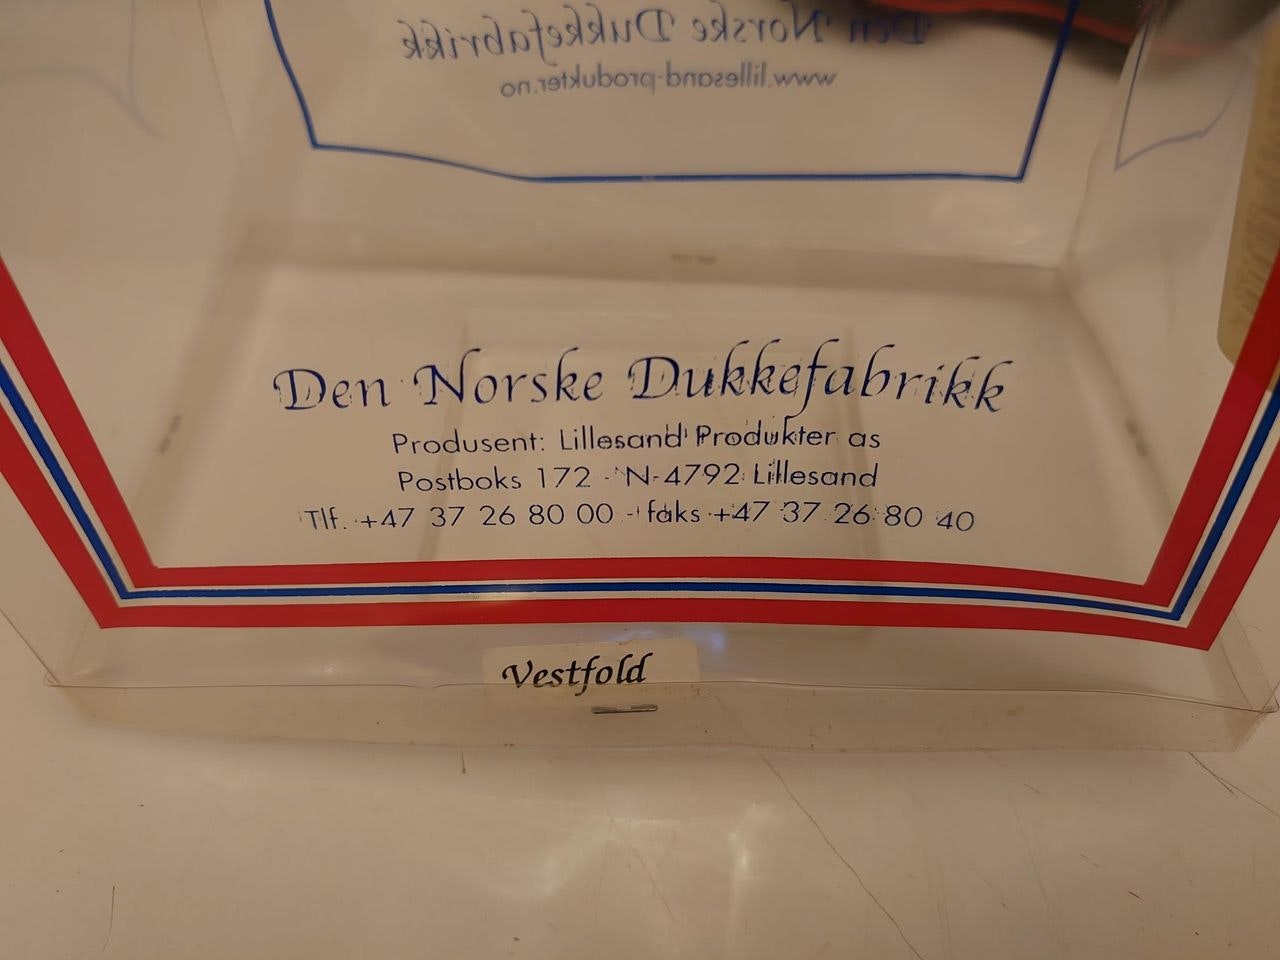 Den Norske Dukkefabrikk
www.lillesand-produkter.no
Den Norske Dukkefabrikk
Produsent: Lillesand Produkter as
Postboks 172 - N-4792 Lillesand
Tlf. +47 37 26 80 00 - faks +47 37 26 80 40
Vestfold